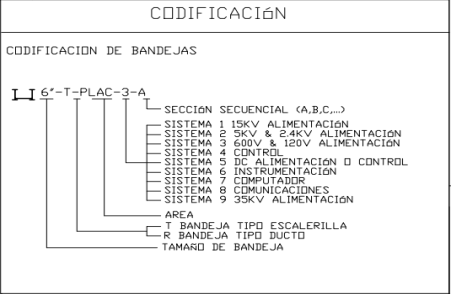 CODIFICACIóN
CODIFICACION DE BANDEJAS
6"-T-PLAC-3-A
SECCIóN SECUENCIAL (A,B,C,...)
SISTEMA 1 15KV ALIMENTACIóN
SISTEMA 2 5KV & 2.4KV ALIMENTACIóN
SISTEMA 3 600V & 120V ALIMENTACIóN
SISTEMA 4 CONTROL
SISTEMA 5 DC ALIMENTACIóN O CONTROL
SISTEMA 6 INSTRUMENTACIóN
SISTEMA 7 COMPUTADOR
SISTEMA 8 COMUNICACIONES
SISTEMA 9 35KV ALIMENTACIóN
AREA
T BANDEJA TIPO ESCALERILLA
R BANDEJA TIPO DUCTO
TAMAñO DE BANDEJA